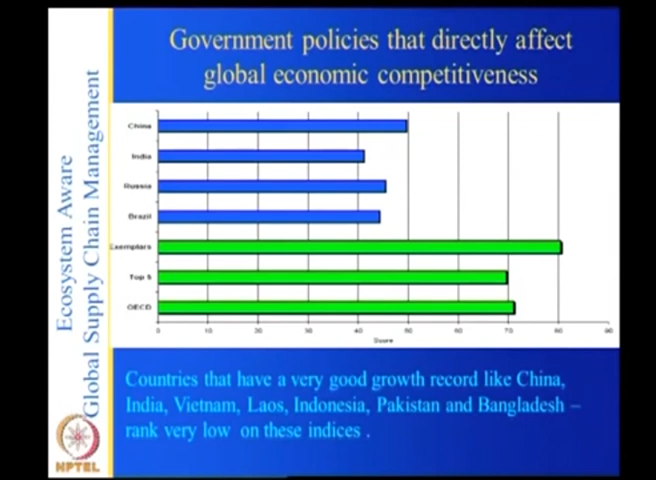 Government policies that directly affect
global economic competitiveness
Ecosystem Aware
Global Supply Chain Management
China
India
Russia
Brazil
Exemplars
Top 5
OECD
0 10 20 30 40 50 60 70 80 90
Score
Countries that have a very good growth record like China,
India, Vietnam, Laos, Indonesia, Pakistan and Bangladesh –
rank very low on these indices .
NPTEL